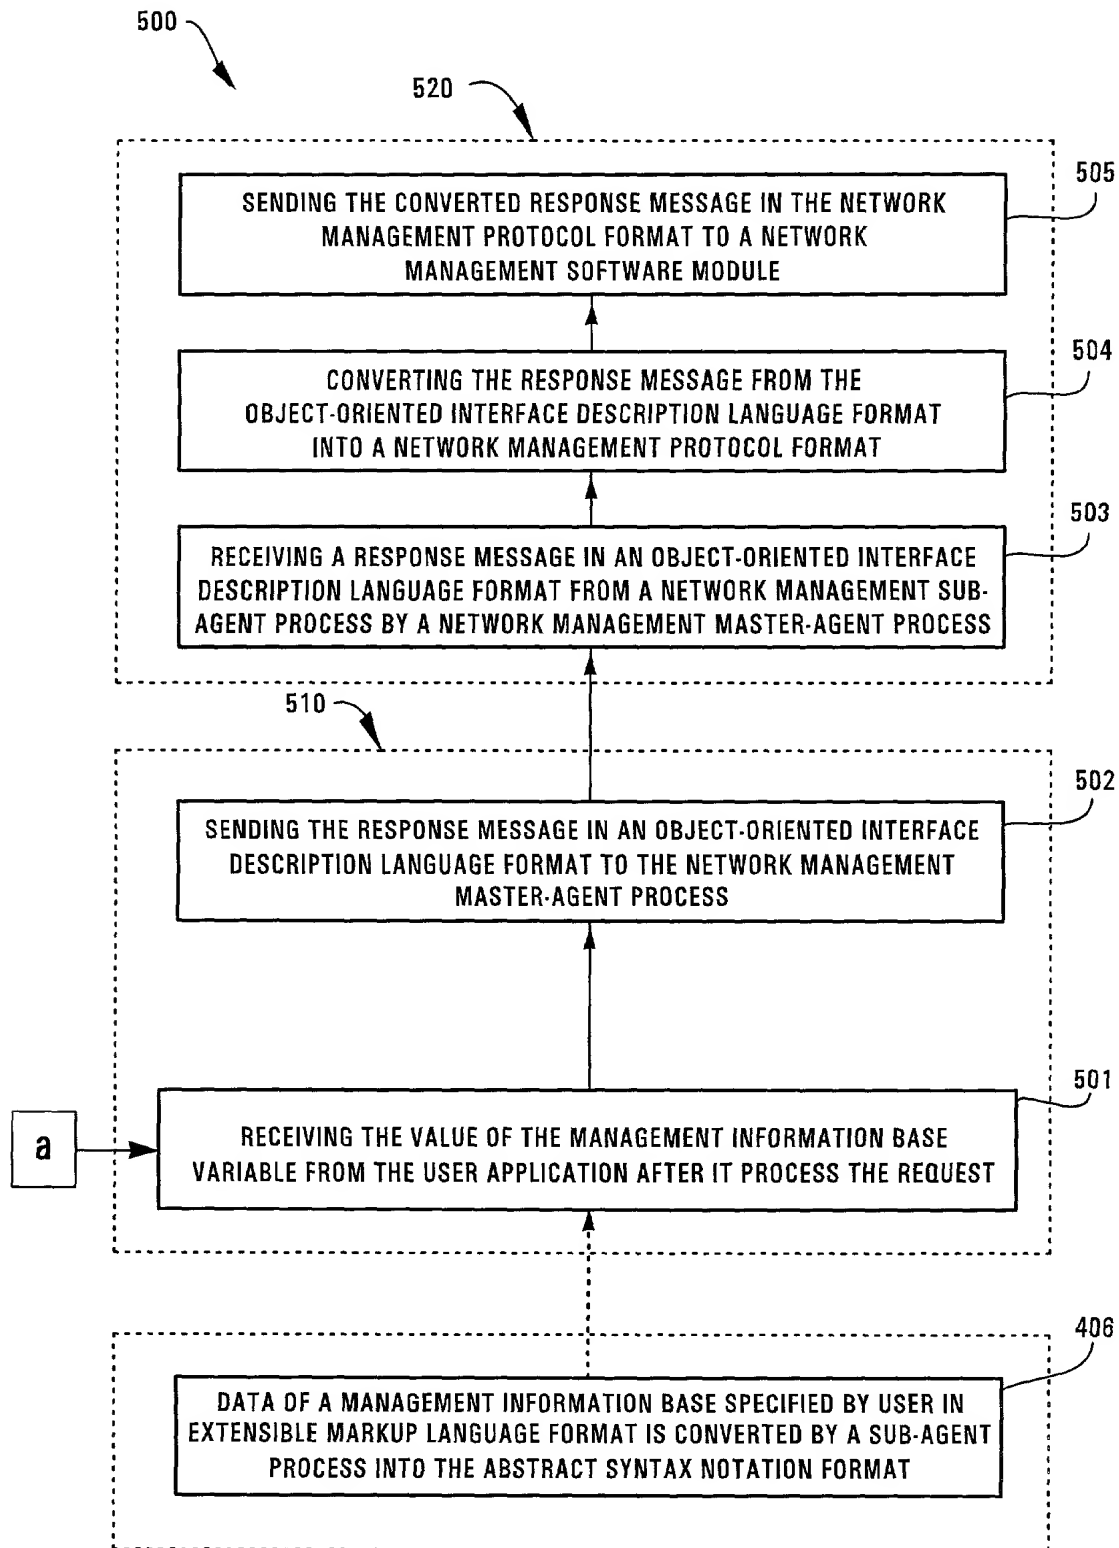 500
520
505
SENDING THE CONVERTED RESPONSE MESSAGE IN THE NETWORK
MANAGEMENT PROTOCOL FORMAT TO A NETWORK
MANAGEMENT SOFTWARE MODULE
504
CONVERTING THE RESPONSE MESSAGE FROM THE
OBJECT-ORIENTED INTERFACE DESCRIPTION LANGUAGE FORMAT
INTO A NETWORK MANAGEMENT PROTOCOL FORMAT
503
RECEIVING A RESPONSE MESSAGE IN AN OBJECT-ORIENTED INTERFACE
DESCRIPTION LANGUAGE FORMAT FROM A NETWORK MANAGEMENT SUB-
AGENT PROCESS BY A NETWORK MANAGEMENT MASTER-AGENT PROCESS
510
502
SENDING THE RESPONSE MESSAGE IN AN OBJECT-ORIENTED INTERFACE
DESCRIPTION LANGUAGE FORMAT TO THE NETWORK MANAGEMENT
MASTER-AGENT PROCESS
501
a
RECEIVING THE VALUE OF THE MANAGEMENT INFORMATION BASE
VARIABLE FROM THE USER APPLICATION AFTER IT PROCESS THE REQUEST
406
DATA OF A MANAGEMENT INFORMATION BASE SPECIFIED BY USER IN
EXTENSIBLE MARKUP LANGUAGE FORMAT IS CONVERTED BY A SUB-AGENT
PROCESS INTO THE ABSTRACT SYNTAX NOTATION FORMAT